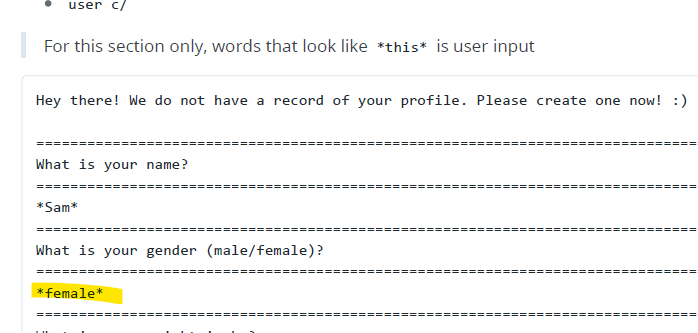 user c/
For this section only, words that look like *this* is user input
Hey there! We do not have a record of your profile. Please create one now! :)
==============================================================================
What is your name?
==============================================================================
*Sam*
==============================================================================
What is your gender (male/female)?
==============================================================================
*female*
==============================================================================